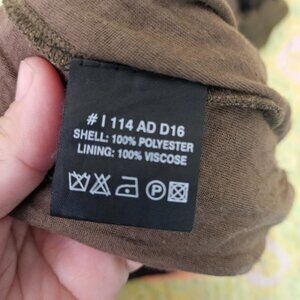 # I 114 AD D16
SHELL: 100% POLYESTER
LINING: 100% VISCOSE
P